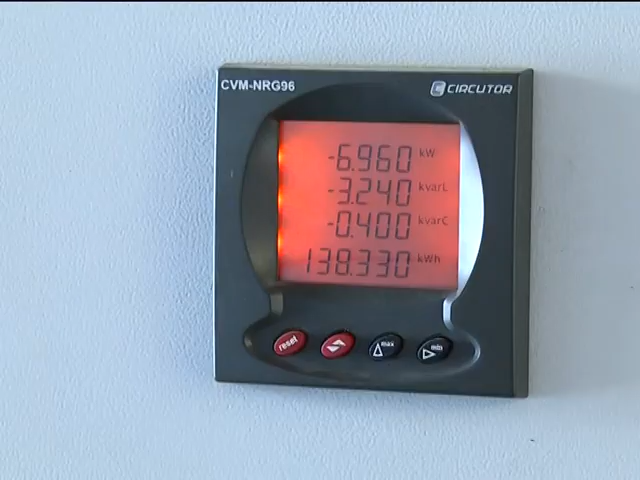 CVM-NRG96 CIRCUTOR
-6.960 kW
-3.240 kvarL
-0.400 kvarC
138.330 kWh
reset max min